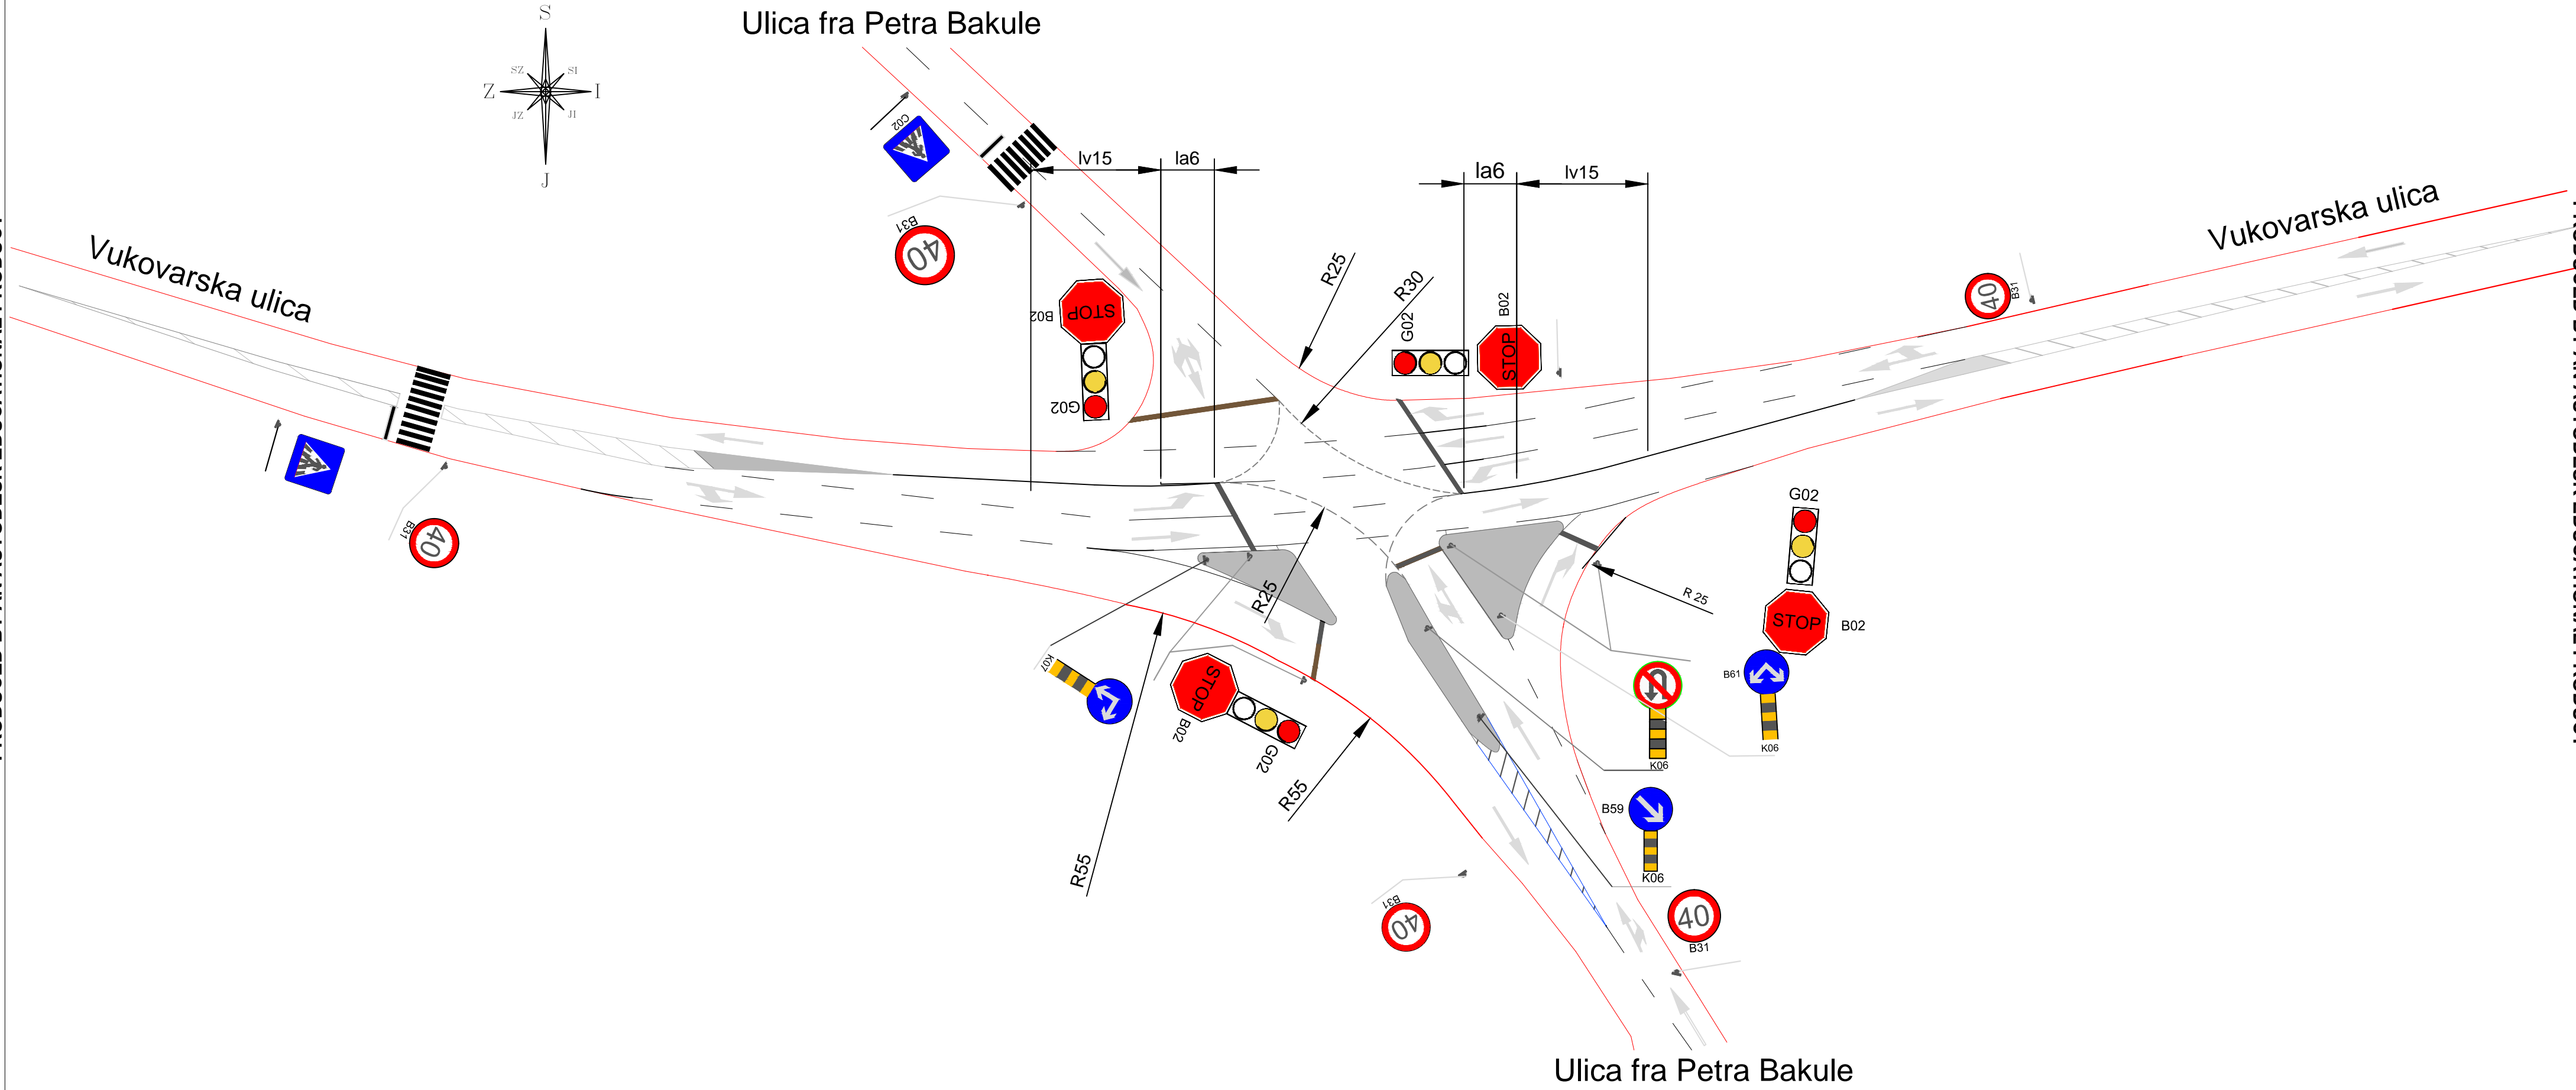 Ulica fra Petra Bakule
S
SZ
SI
Z
I
JZ
JI
J
C02
lv15
la6
la6
lv15
Vukovarska ulica
Vukovarska ulica
B31
40
R25
R30
STOP
B02
G02
G02
B02
STOP
40
B31
G02
STOP
B02
B31
40
R25
R 25
K07
STOP
B02
G02
B61
K06
K06
R55
R55
B59
K06
B31
40
40
B31
Ulica fra Petra Bakule